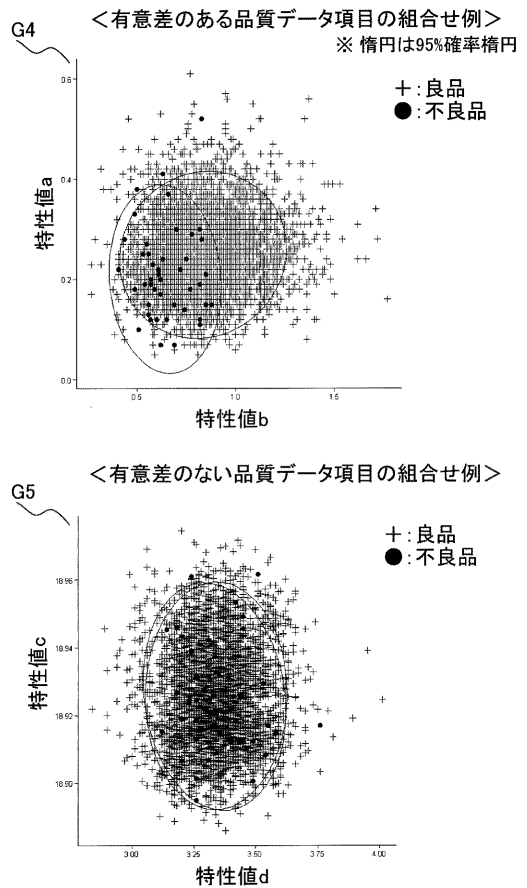 G4
＜有意差のある品質データ項目の組合せ例＞
※ 惰円は95%確率楕円
＋：良品
●：不良品
0.6
0.4
0.2
0.0
特性値a
0.5
1.0
1.5
特性値b
＜有意差のない品質データ項目の組合せ例＞
G5
＋：良品
●：不良品
18.96
18.94
18.92
18.90
特性値c
3.00
3.25
3.50
3.75
4.00
特性値d